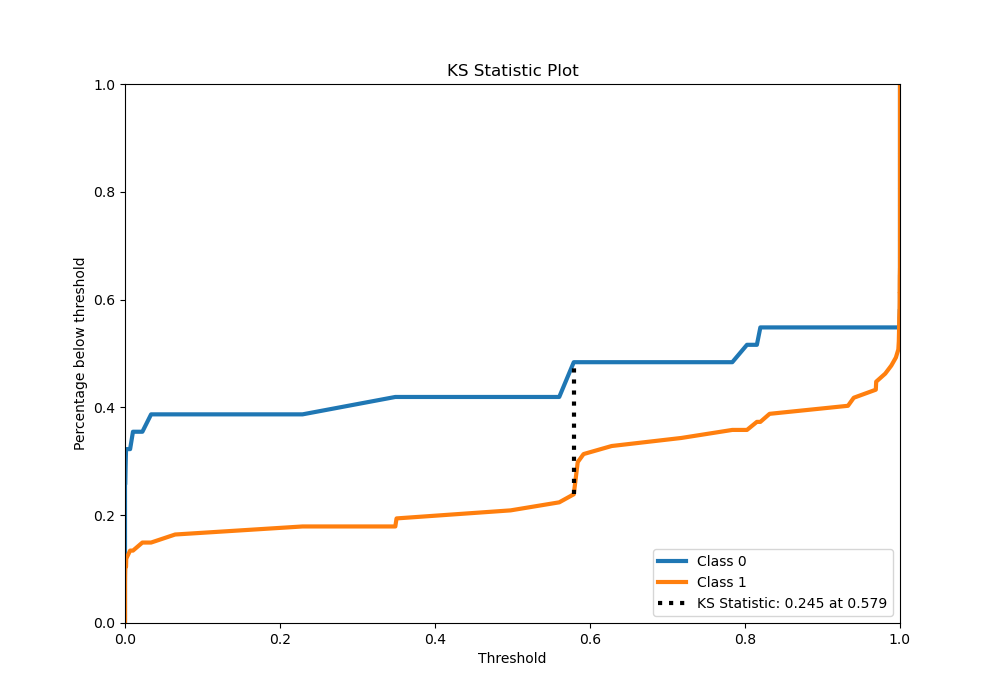 KS Statistic Plot
1.0
0.8
0.6
0.4
0.2
0.0
Percentage below threshold
0.0 0.2 0.4 0.6 0.8 1.0
Threshold
Class 0
Class 1
KS Statistic: 0.245 at 0.579